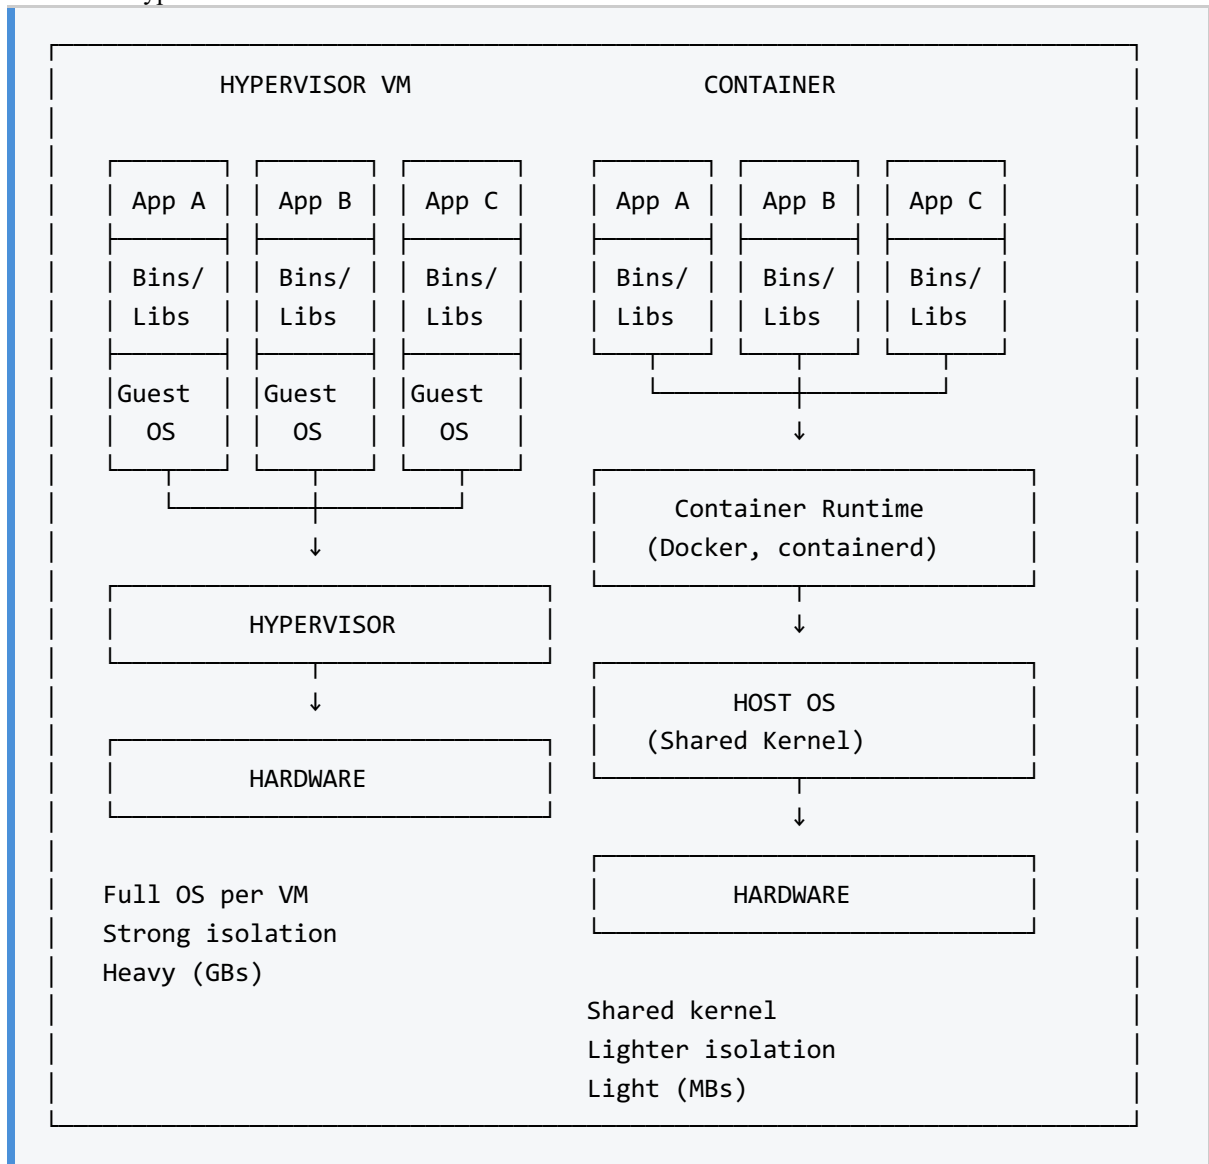 HYPERVISOR VM
App A App B App C
Bins/ Bins/ Bins/
Libs Libs Libs
Guest Guest Guest
OS OS OS
↓
HYPERVISOR
↓
HARDWARE
Full OS per VM
Strong isolation
Heavy (GBs)
CONTAINER
App A App B App C
Bins/ Bins/ Bins/
Libs Libs Libs
↓
Container Runtime
(Docker, containerd)
↓
HOST OS
(Shared Kernel)
↓
HARDWARE
Shared kernel
Lighter isolation
Light (MBs)